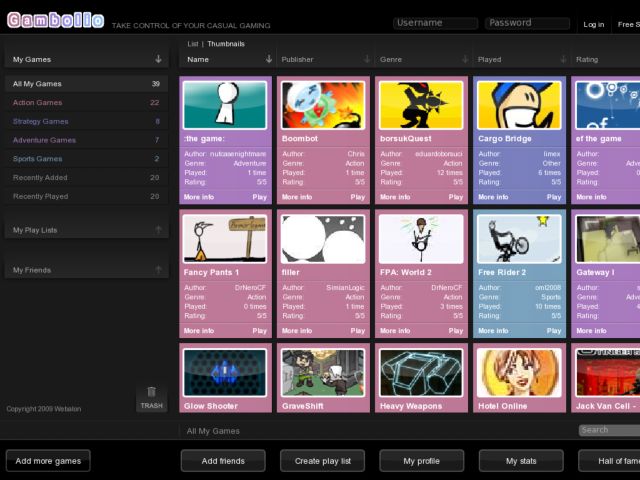 Gambolio
TAKE CONTROL OF YOUR CASUAL GAMING
Username
Password
Log in
Free S
My Games
All My Games 39
Action Games 22
Strategy Games 8
Adventure Games 7
Sports Games 2
Recently Added 20
Recently Played 20
My Play Lists
My Friends
TRASH
Copyright 2009 Webalon
List | Thumbnails
Name Publisher Genre Played Rating
:the game:
Author: nutcasenightmare
Genre: Adventure
Played: 1 time
Rating: 5/5
More info Play
Boombot
Author: Chris
Genre: Action
Played: 1 time
Rating: 5/5
More info Play
borsukQuest
Author: eduardoborsuci
Genre: Action
Played: 12 times
Rating: 5/5
More info Play
Cargo Bridge
Author: limex
Genre: Other
Played: 6 times
Rating: 5/5
More info Play
ef
ef the game
Author:
Genre: Adve
Played: 0
Rating:
More info
Fancy Pants 1
Author: DrNeroCF
Genre: Action
Played: 0 times
Rating: 5/5
More info Play
filler
Author: SimianLogic
Genre: Action
Played: 1 time
Rating: 5/5
More info Play
FPA: World 2
Author: DrNeroCF
Genre: Action
Played: 3 times
Rating: 5/5
More info Play
Free Rider 2
Author: oml2008
Genre: Sports
Played: 10 times
Rating: 5/5
More info Play
Gateway I
Author: s
Genre: Adve
Played: 4
Rating:
More info
Glow Shooter
GraveShift
Heavy Weapons
Hotel Online
Jack Van Cell -
All My Games
Search
Add more games
Add friends
Create play list
My profile
My stats
Hall of fame